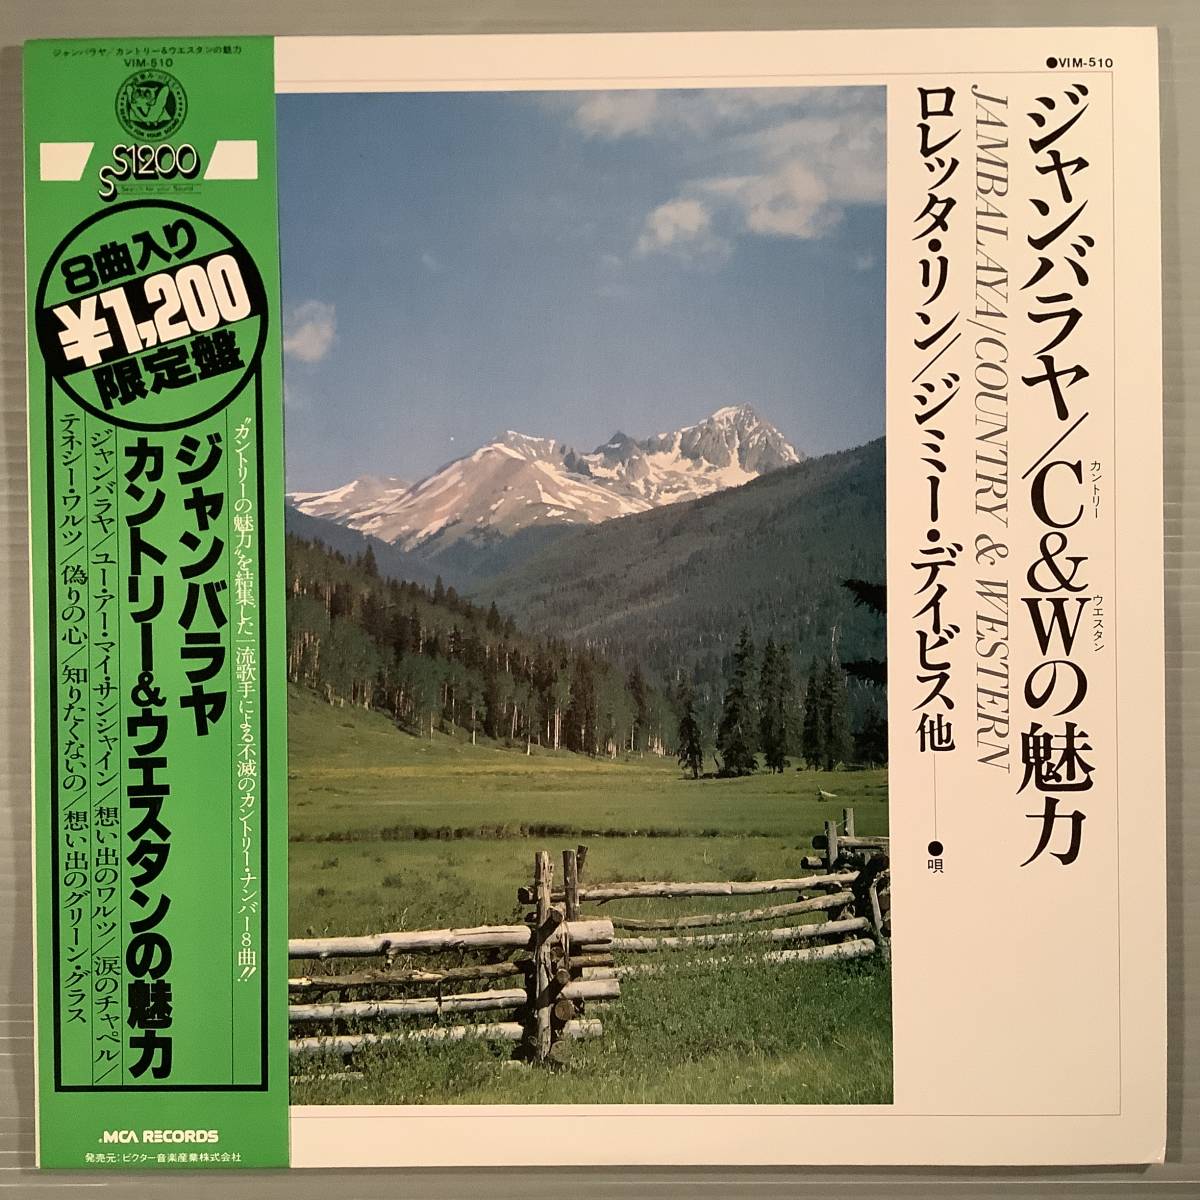 ジャンバラヤ/カントリー&ウエスタンの魅力
VIM-510
S1200
Search for your Sound
8曲入り
¥1,200
限定盤
"カントリーの魅力"を結集した一流歌手による不滅のカントリー・ナンバー8曲!!
ジャンバラヤ
カントリー&ウエスタンの魅力
ジャンバラヤ/ユー・アー・マイ・サンシャイン/想い出のワルツ/涙のチャペル/
テネシー・ワルツ/偽りの心/知りたくないの/想い出のグリーン・グラス
MCA RECORDS
発売元:ビクター音楽産業株式会社
●VIM-510
ジャンバラヤ/C&Wの魅力
カントリー
ウエスタン
JAMBALAYA/COUNTRY & WESTERN
ロレッタ・リン/ジミー・デイビス他──●唄